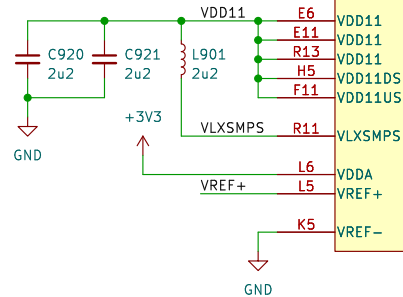 VDD11
E6
VDD11
E11
VDD11
R13
VDD11
H5
VDD11DS
F11
VDD11US
C920
2u2
C921
2u2
L901
2u2
GND
+3V3
VLXSMPS
R11
VLXSMPS
L6
VDDA
VREF+
L5
VREF+
K5
VREF-
GND